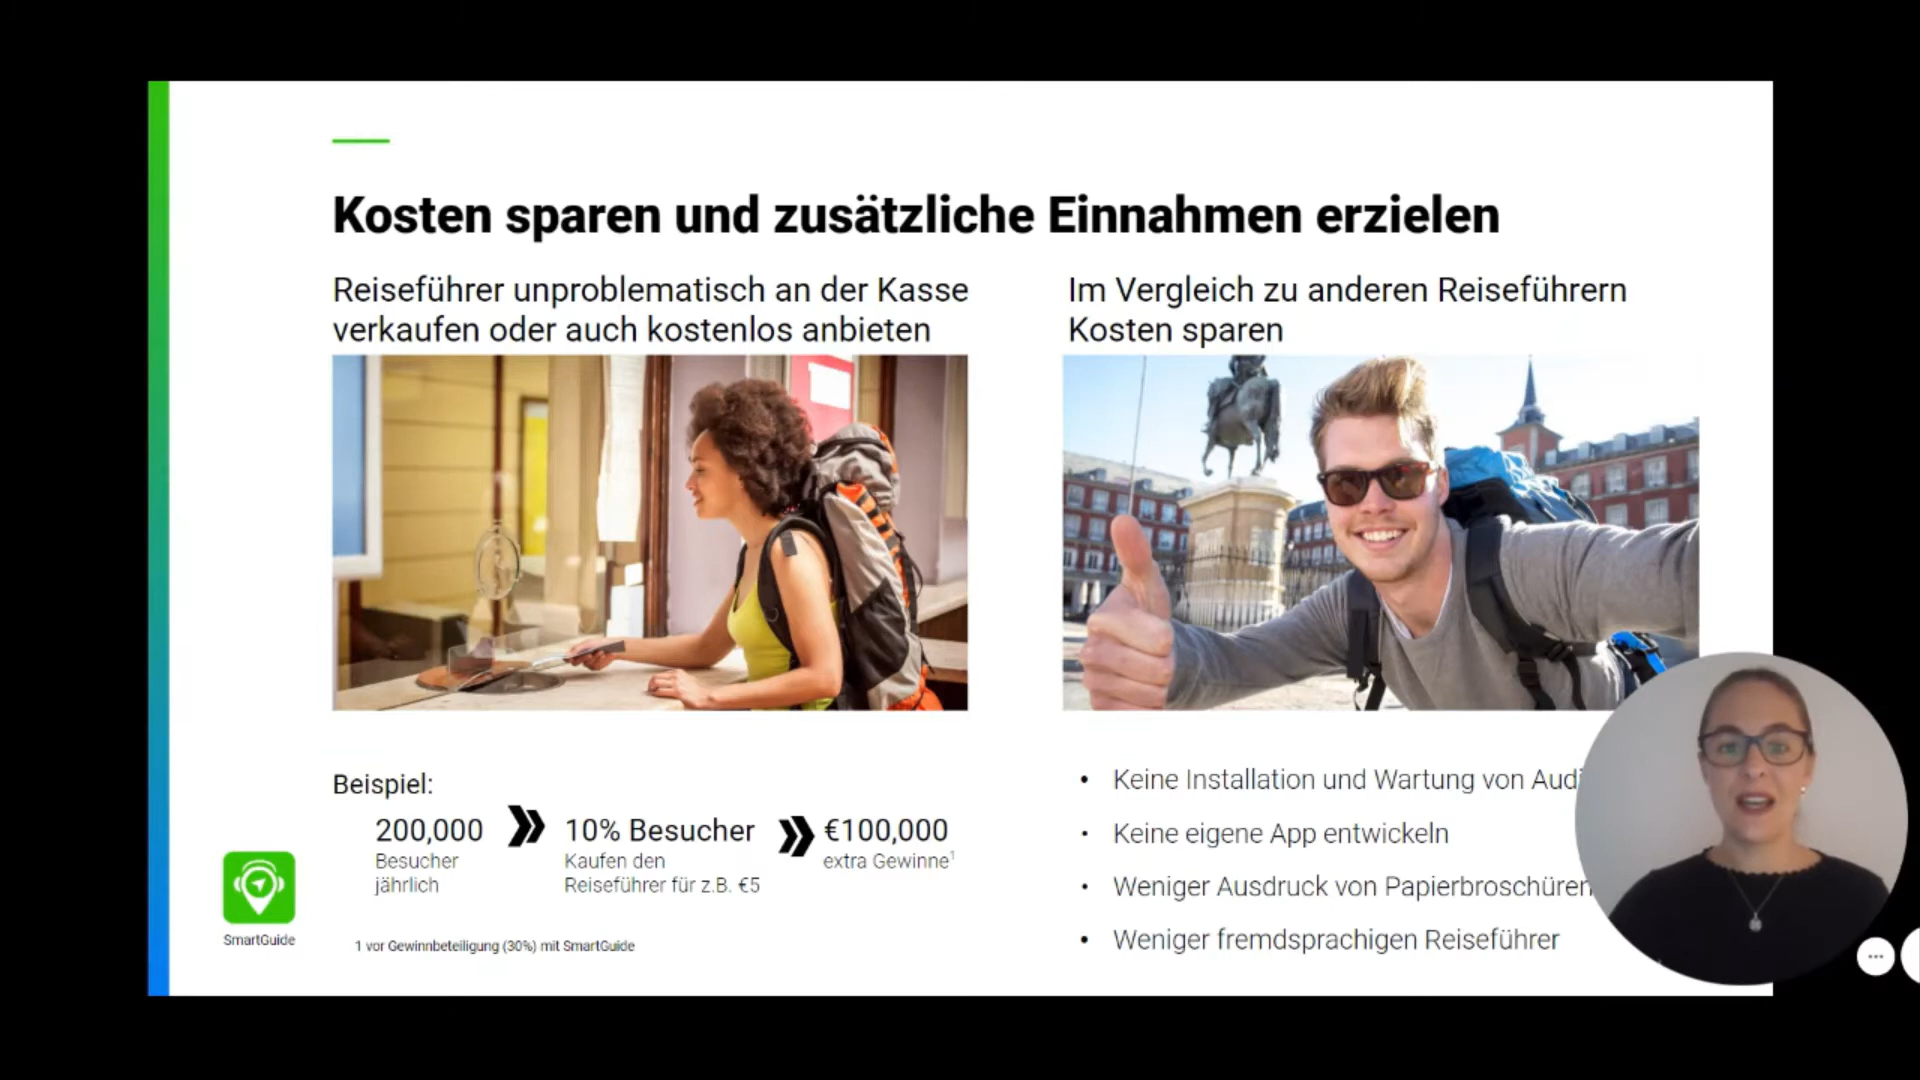 Kosten sparen und zusätzliche Einnahmen erzielen
Reiseführer unproblematisch an der Kasse
verkaufen oder auch kostenlos anbieten
Im Vergleich zu anderen Reiseführern
Kosten sparen
Beispiel:
200,000
Besucher
jährlich
10% Besucher
Kaufen den
Reiseführer für z.B. €5
€100,000
extra Gewinne¹
1 vor Gewinnbeteiligung (30%) mit SmartGuide
SmartGuide
• Keine Installation und Wartung von
• Keine eigene App entwickeln
• Weniger Ausdruck von Papierbroschüren
• Weniger fremdsprachigen Reiseführer